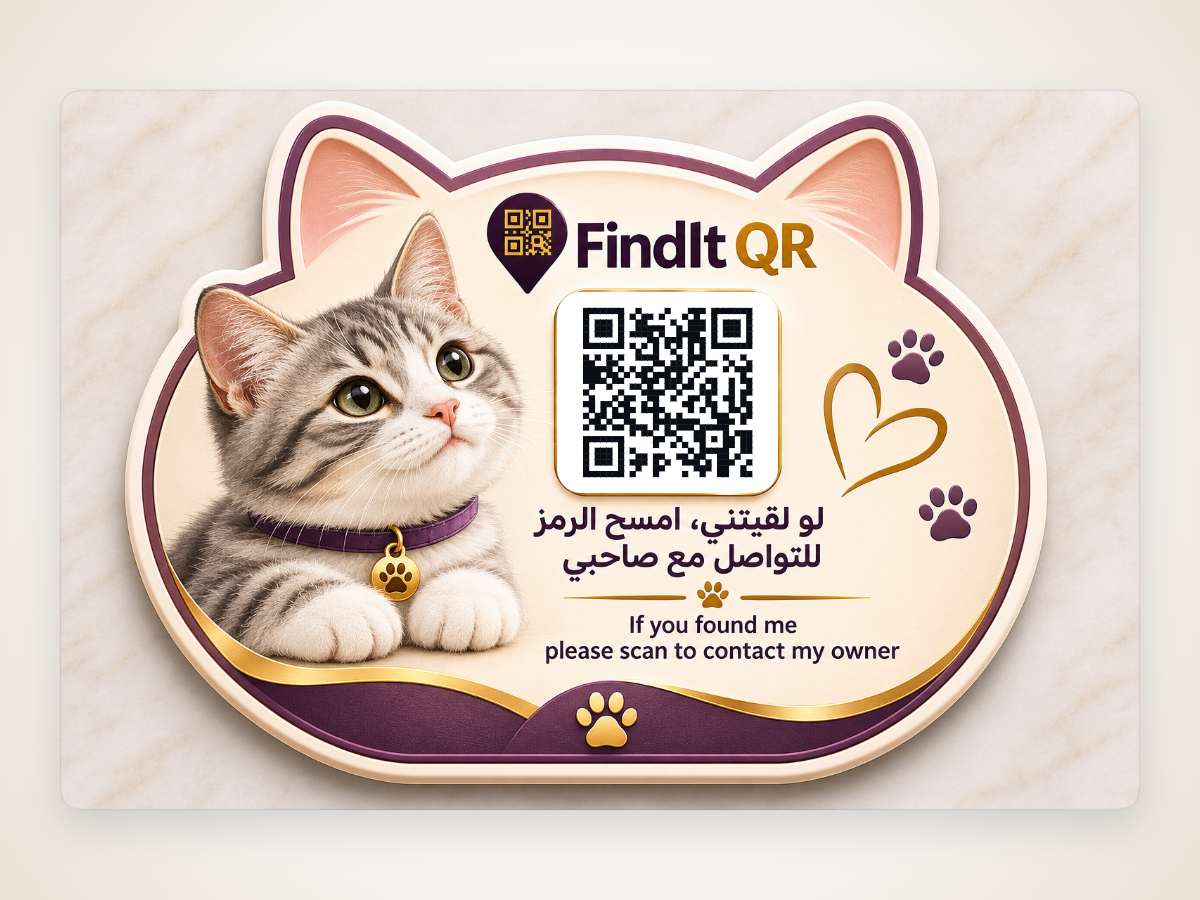 FindIt QR
لو لقيتني، امسح الرمز
للتواصل مع صاحبي
If you found me
please scan to contact my owner